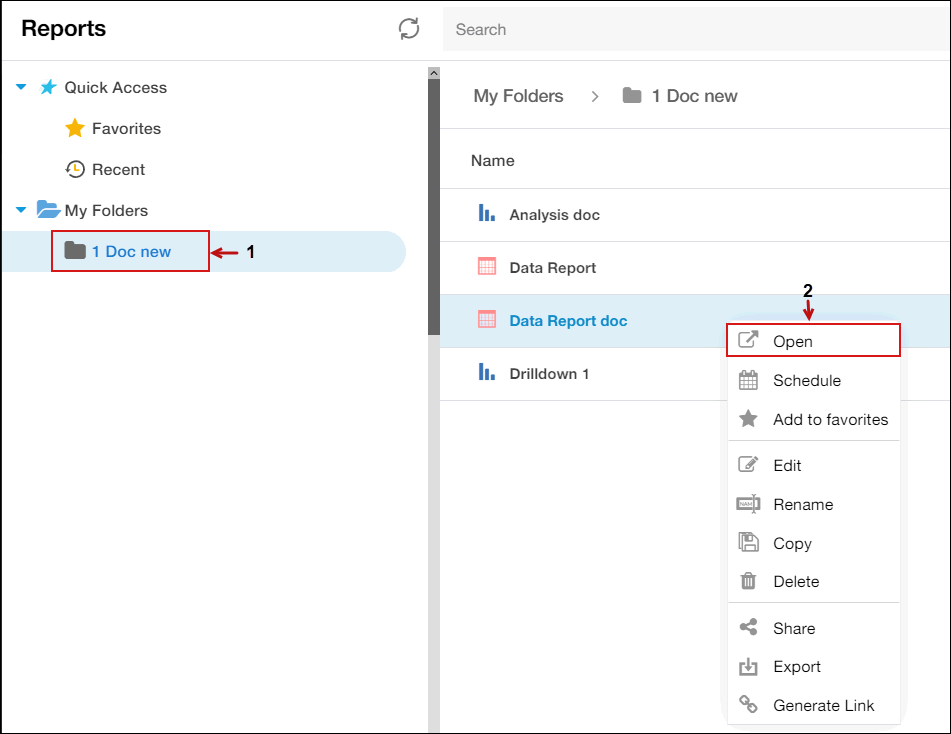 Reports
Search
Quick Access
Favorites
Recent
My Folders
1 Doc new
1
My Folders > 1 Doc new
Name
Analysis doc
Data Report
Data Report doc
Drilldown 1
2
Open
Schedule
Add to favorites
Edit
Rename
Copy
Delete
Share
Export
Generate Link